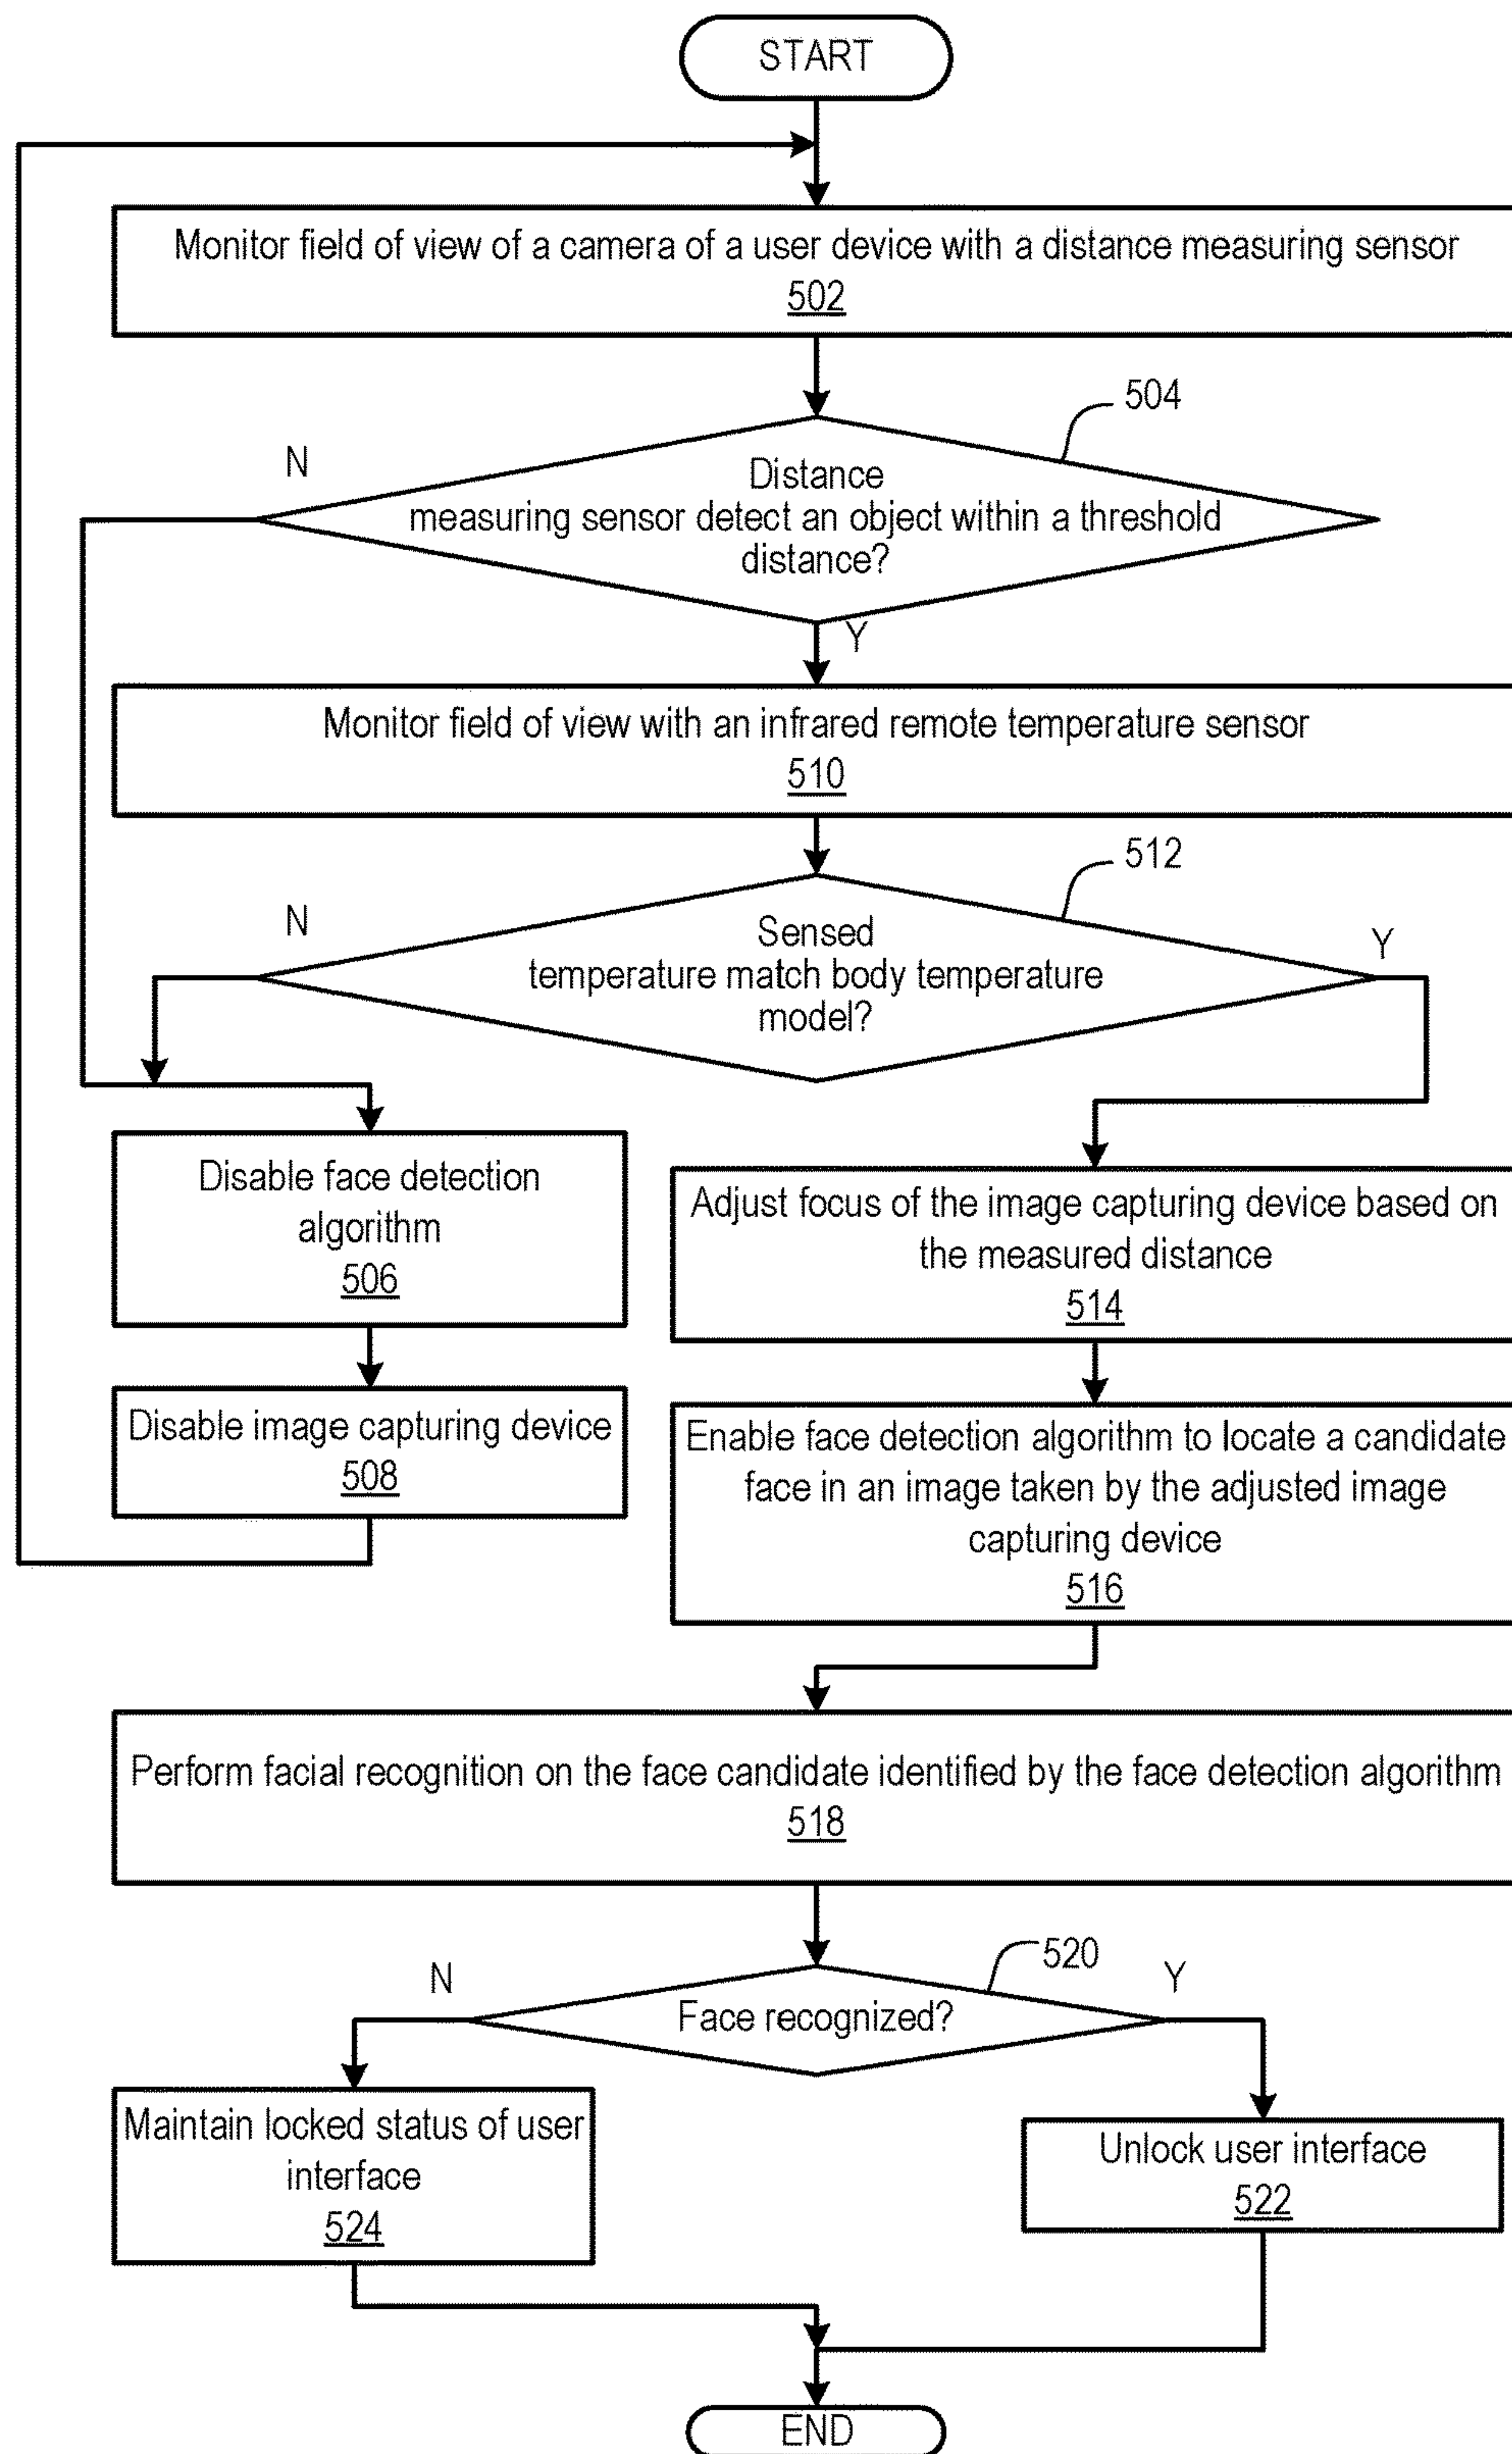 START
Monitor field of view of a camera of a user device with a distance measuring sensor
502
504
N
Distance
measuring sensor detect an object within a threshold
distance?
Y
Monitor field of view with an infrared remote temperature sensor
510
512
N
Y
Sensed
temperature match body temperature
model?
Disable face detection
algorithm
506
Adjust focus of the image capturing device based on
the measured distance
514
Disable image capturing device
508
Enable face detection algorithm to locate a candidate
face in an image taken by the adjusted image
capturing device
516
Perform facial recognition on the face candidate identified by the face detection algorithm
518
520
N
Y
Face recognized?
Maintain locked status of user
interface
524
Unlock user interface
522
END